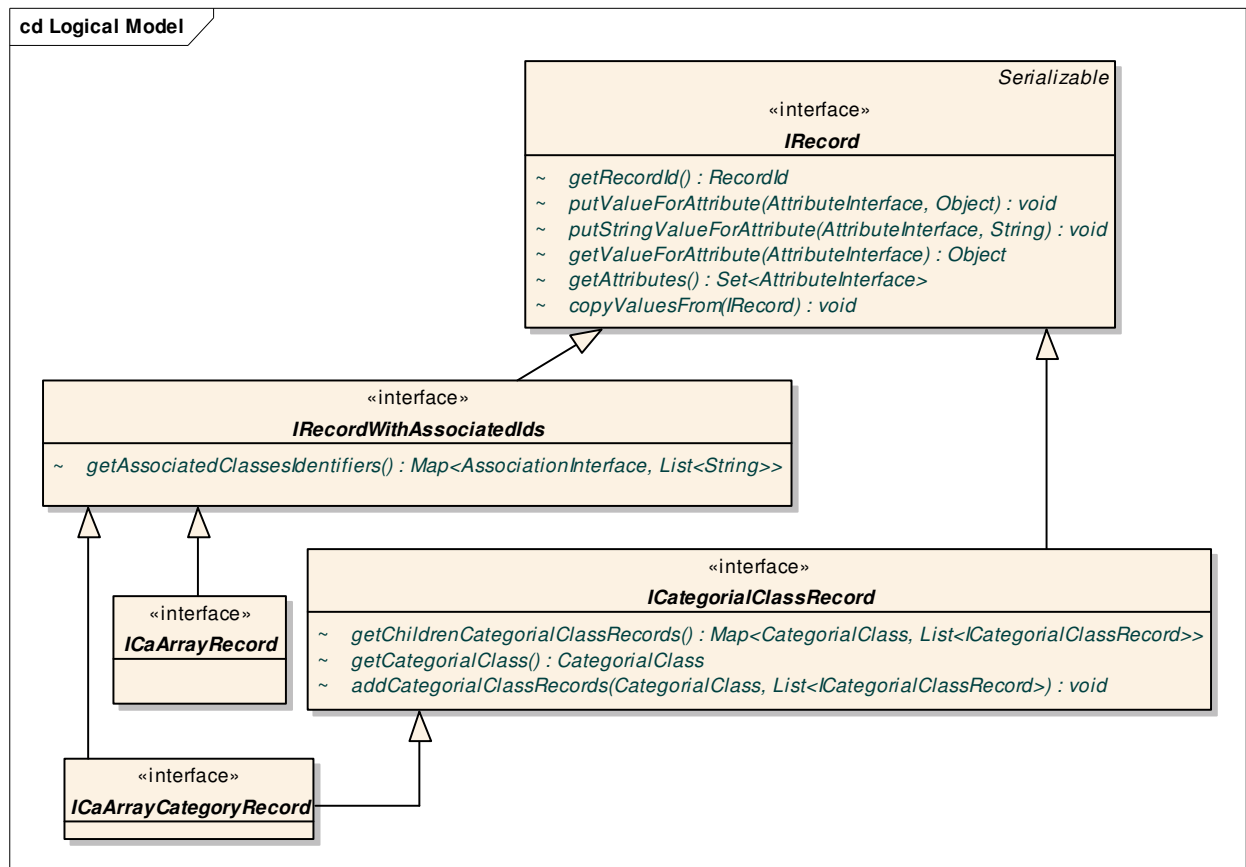 cd Logical Model
Serializable
«interface»
IRecord
~ getRecordId() : RecordId
~ putValueForAttribute(AttributeInterface, Object) : void
~ putStringValueForAttribute(AttributeInterface, String) : void
~ getValueForAttribute(AttributeInterface) : Object
~ getAttributes() : Set<AttributeInterface>
~ copyValuesFrom(IRecord) : void
«interface»
IRecordWithAssociatedIds
~ getAssociatedClassesIdentifiers() : Map<AssociationInterface, List<String>>
«interface»
ICaArrayRecord
«interface»
ICategorialClassRecord
~ getChildrenCategorialClassRecords() : Map<CategorialClass, List<ICategorialClassRecord>>
~ getCategorialClass() : CategorialClass
~ addCategorialClassRecords(CategorialClass, List<ICategorialClassRecord>) : void
«interface»
ICaArrayCategoryRecord